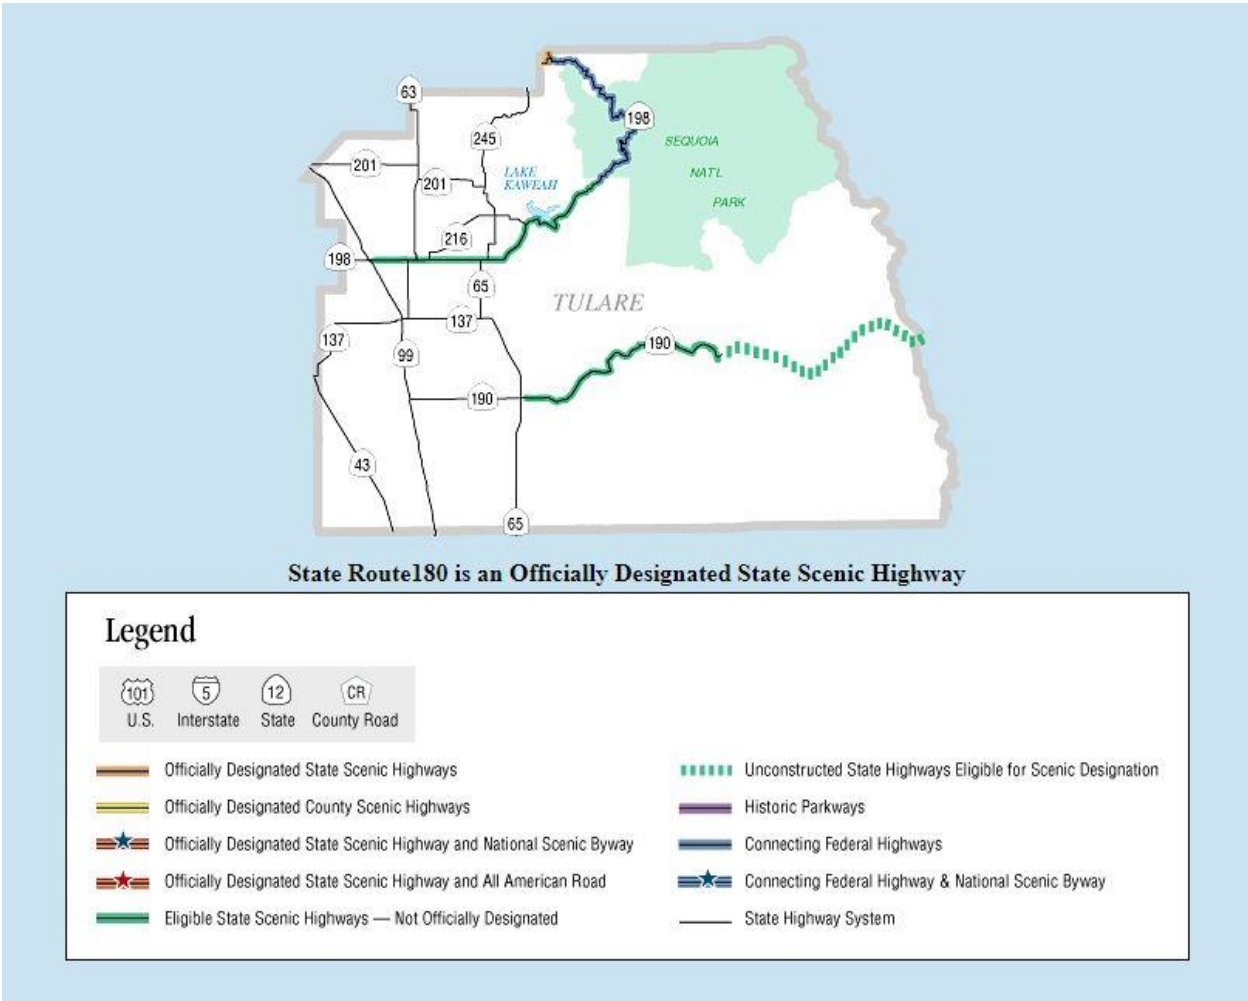 63
198
245
SEQUOIA
201
LAKE
KAWEAH
NAT'L
201
PARK
216
198
65
TULARE
137
137
190
99
190
43
65
State Route180 is an Officially Designated State Scenic Highway
Legend
101 5 12 CR
U.S. Interstate State County Road
Officially Designated State Scenic Highways
Officially Designated County Scenic Highways
Officially Designated State Scenic Highway and National Scenic Byway
Officially Designated State Scenic Highway and All American Road
Eligible State Scenic Highways — Not Officially Designated
Unconstructed State Highways Eligible for Scenic Designation
Historic Parkways
Connecting Federal Highways
Connecting Federal Highway & National Scenic Byway
State Highway System